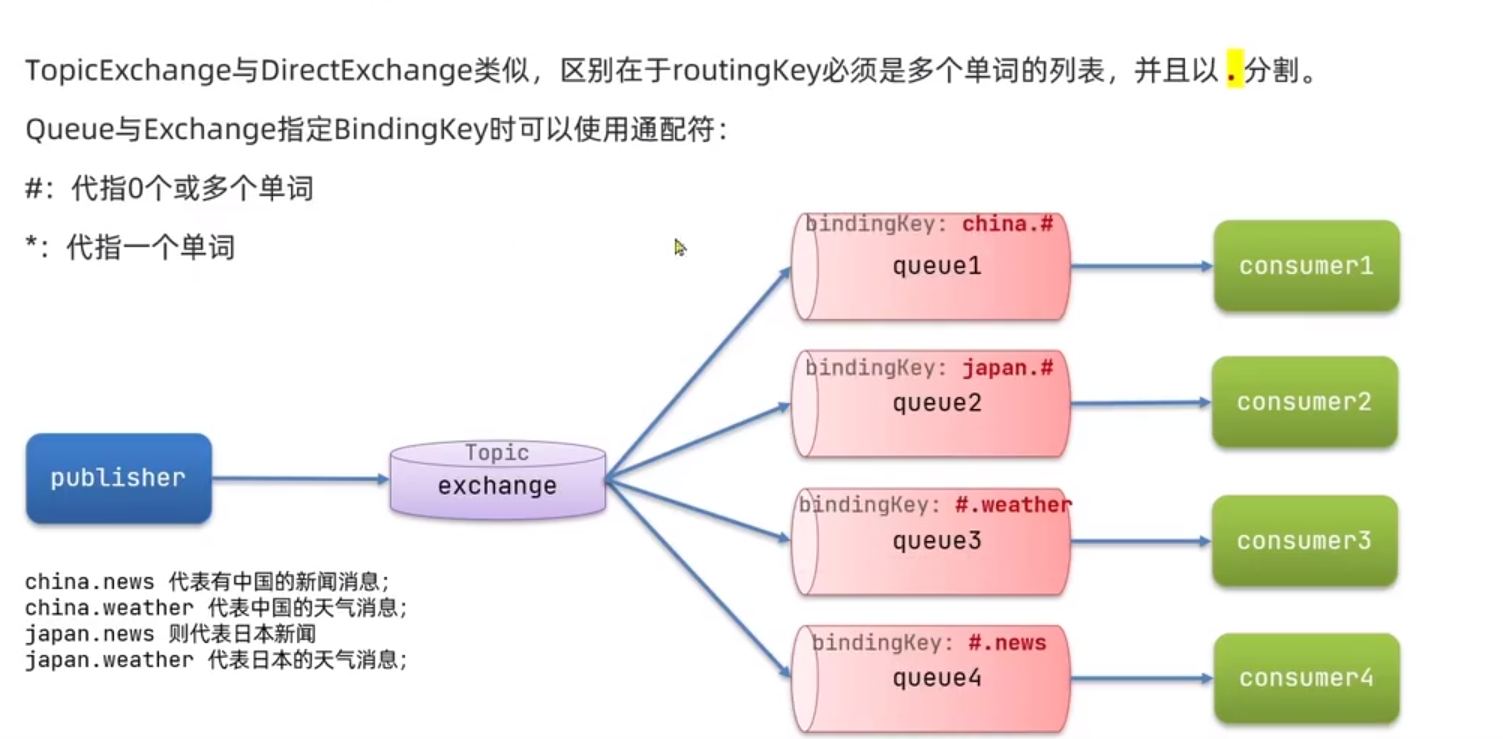 TopicExchange与DirectExchange类似，区别在于routingKey必须是多个单词的列表，并且以 . 分割。
Queue与Exchange指定BindingKey时可以使用通配符：
#：代指0个或多个单词
*：代指一个单词
bindingKey: china.#
queue1
consumer1
bindingKey: japan.#
queue2
consumer2
publisher
Topic
exchange
bindingKey: #.weather
queue3
consumer3
china.news 代表有中国的新闻消息;
china.weather 代表中国的天气消息;
japan.news 则代表日本新闻
japan.weather 代表日本的天气消息;
bindingKey: #.news
queue4
consumer4